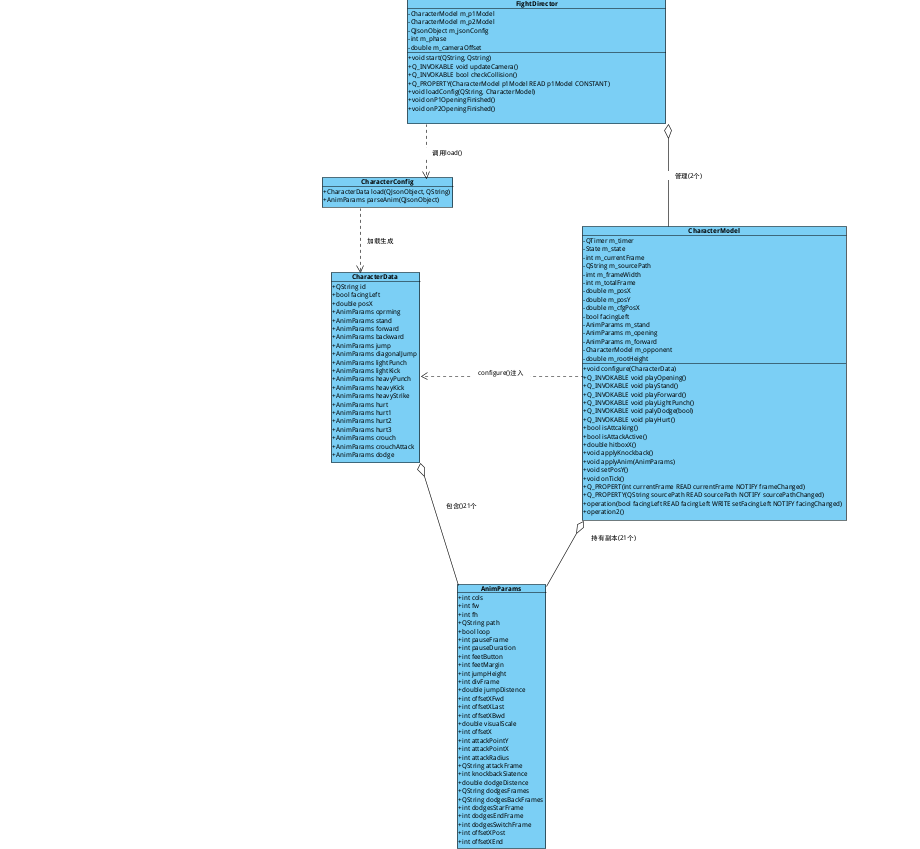 FightDirector
-CharacterModel m_p1Model
-CharacterModel m_p2Model
-QJsonObject m_jsonConfig
-int m_phase
-double m_cameraOffset
+void start(QString, Qstring)
+Q_INVOKABLE void updateCamera()
+Q_INVOKABLE bool checkCollision()
+Q_PROPERTY(CharacterModel p1Model READ p1Model CONSTANT)
+void loadConfig(QString, CharacterModel)
+void onP1OpeningFinished()
+void onP2OpeningFinished()
调用load()
管理(2个)
CharacterConfig
+CharacterData load(QJsonObject, QString)
+AnimParams parseAnim(QJsonObject)
加载生成
CharacterData
+QString id
+bool facingLeft
+double posX
+AnimParams oprming
+AnimParams stand
+AnimParams forward
+AnimParams backward
+AnimParams jump
+AnimParams diagonalJump
+AnimParams lightPunch
+AnimParams lightKick
+AnimParams heavyPunch
+AnimParams heavyKick
+AnimParams heavyStrike
+AnimParams hurt
+AnimParams hurt1
+AnimParams hurt2
+AnimParams hurt3
+AnimParams crouch
+AnimParams crouchAttack
+AnimParams dodge
configure()注入
CharacterModel
-QTimer m_timer
-State m_state
-int m_currentFrame
-QString m_sourcePath
-imt m_frameWidth
-int m_totalFrame
-double m_posX
-double m_posY
-double m_cfgPosX
-bool facingLeft
-AnimParams m_stand
-AnimParams m_opening
-AnimParams m_forward
-CharacterModel m_opponent
-double m_rootHeight
+void configure(CharacterData)
+Q_INVOKABLE void playOpening()
+Q_INVOKABLE void playStand()
+Q_INVOKABLE void playForward()
+Q_INVOKABLE void playLightPunch()
+Q_INVOKABLE void palyDodge(bool)
+Q_INVOKABLE void playHurt()
+bool isAttcaking()
+bool isAttackActive()
+double hitboxX()
+void applyKnockback()
+void applyAnim(AnimParams)
+void setPosY()
+void onTick()
+Q_PROPERT(int currentFrame READ currentFrame NOTIFY frameChanged)
+Q_PROPERTY(QString sourcePath READ sourcePath NOTIFY sourcePathChanged)
+operation(bool facingLeft READ facingLeft WRITE setFacingLeft NOTIFY facingChanged)
+operation2()
包含()21个
持有副本(21个)
AnimParams
+int cols
+int fw
+int fh
+QString path
+bool loop
+int pauseFrame
+int pauseDuration
+int feetButton
+int feetMargin
+int jumpHeight
+int divFrame
+double jumpDistence
+int offsetXFwd
+int offsetXLast
+int offsetXBwd
+double visualScale
+int offsetX
+int attackPointY
+int attackPointX
+int attackRadius
+QString attackFrame
+int knockbackSiatence
+double dodgeDistence
+QString dodgesFrames
+QString dodgesBackFrames
+int dodgesStarFrame
+int dodgesEndFrame
+int dodgesSwitchFrame
+int offsetXPost
+int offsetXEnd